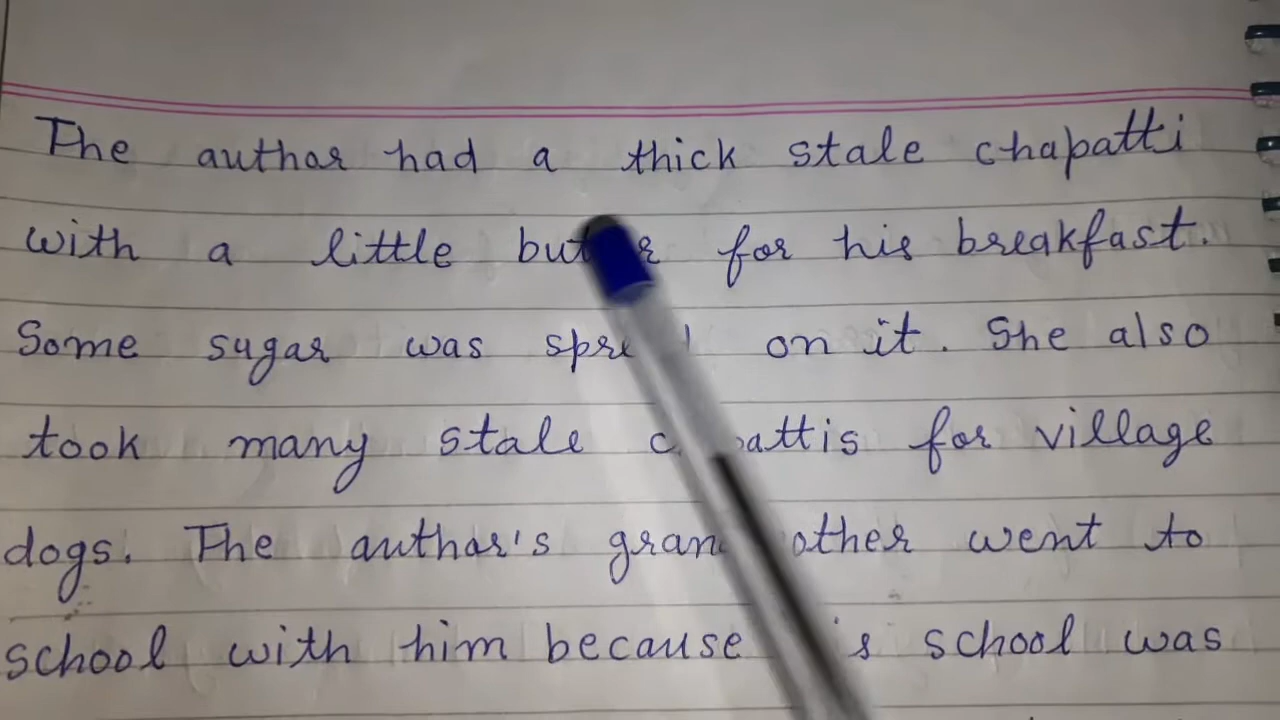 The author had a thick stale chapatti
with a little for his breakfast.
Some sugar was on it. She also
took many stale for village
dogs. The author's went to
school with him because school was